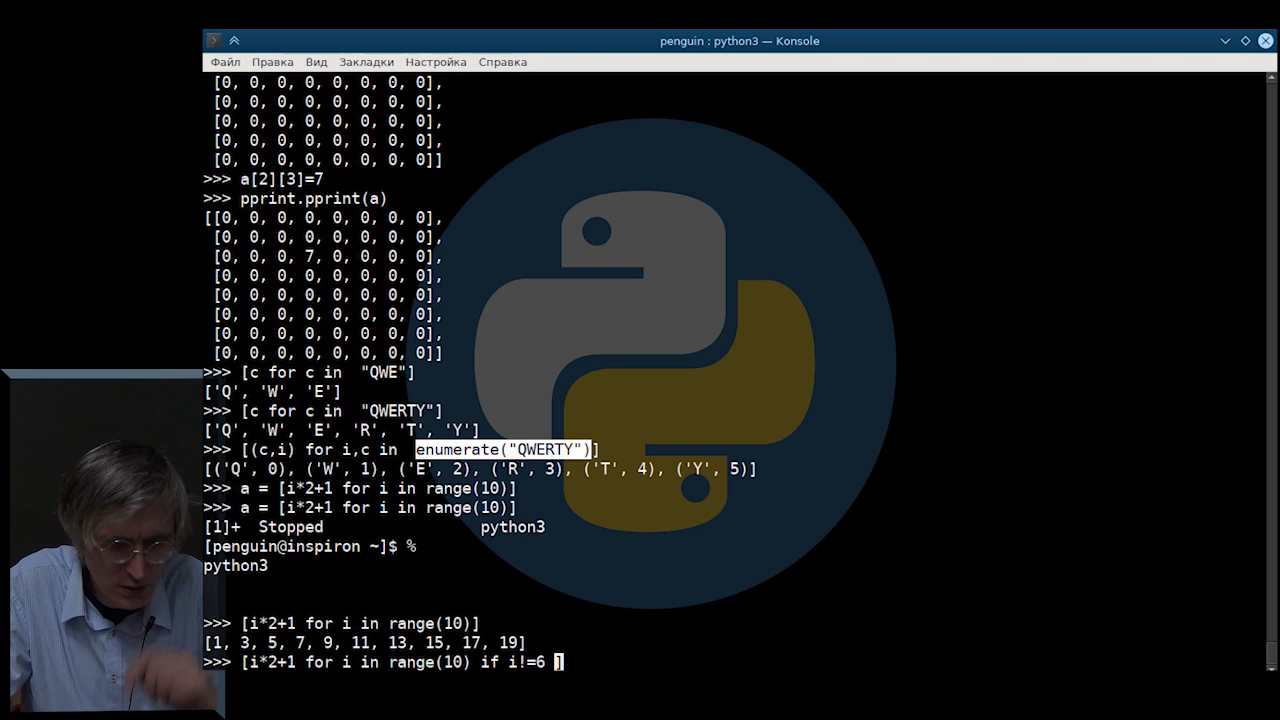 penguin : python3 — Konsole
Файл Правка Вид Закладки Настройка Справка
[0, 0, 0, 0, 0, 0, 0, 0],
[0, 0, 0, 0, 0, 0, 0, 0],
[0, 0, 0, 0, 0, 0, 0, 0],
[0, 0, 0, 0, 0, 0, 0, 0],
[0, 0, 0, 0, 0, 0, 0, 0]]
>>> a[2][3]=7
>>> pprint.pprint(a)
[[0, 0, 0, 0, 0, 0, 0, 0],
[0, 0, 0, 0, 0, 0, 0, 0],
[0, 0, 0, 7, 0, 0, 0, 0],
[0, 0, 0, 0, 0, 0, 0, 0],
[0, 0, 0, 0, 0, 0, 0, 0],
[0, 0, 0, 0, 0, 0, 0, 0],
[0, 0, 0, 0, 0, 0, 0, 0],
[0, 0, 0, 0, 0, 0, 0, 0]]
>>> [c for c in  "QWE"]
['Q', 'W', 'E']
>>> [c for c in  "QWERTY"]
['Q', 'W', 'E', 'R', 'T', 'Y']
>>> [(c,i) for i,c in  enumerate("QWERTY")]
[('Q', 0), ('W', 1), ('E', 2), ('R', 3), ('T', 4), ('Y', 5)]
>>> a = [i*2+1 for i in range(10)]
>>> a = [i*2+1 for i in range(10)]
[1]+  Stopped                 python3
[penguin@inspiron ~]$ %
python3
>>> [i*2+1 for i in range(10)]
[1, 3, 5, 7, 9, 11, 13, 15, 17, 19]
>>> [i*2+1 for i in range(10) if i!=6 ]